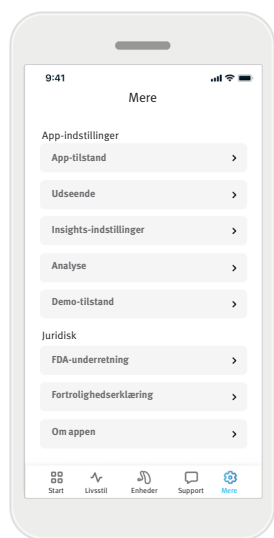 9:41
Mere
App-indstillinger
App-tilstand
Udseende
Insights-indstillinger
Analyse
Demo-tilstand
Juridisk
FDA-underretning
Fortrolighedserklæring
Om appen
Start Livsstil Enheder Support Mere